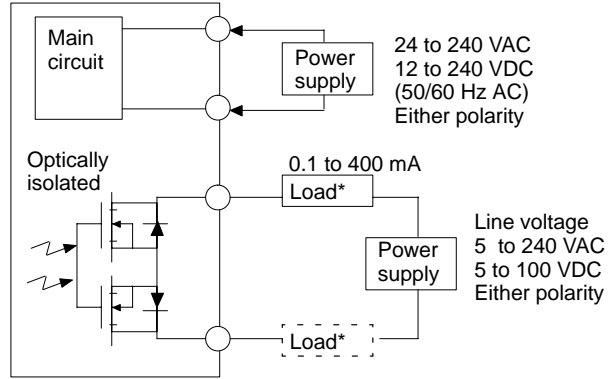 Main
circuit
Power
supply
24 to 240 VAC
12 to 240 VDC
(50/60 Hz AC)
Either polarity
Optically
isolated
0.1 to 400 mA
Load*
Power
supply
Line voltage
5 to 240 VAC
5 to 100 VDC
Either polarity
Load*